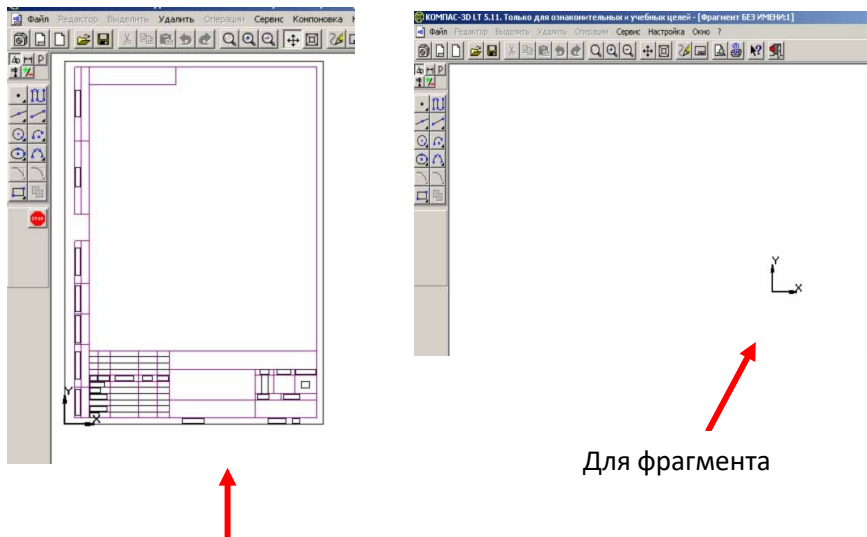 Файл Редактор Выделить Удалить Операции Сервис Компоновка
Y
X
КОМПАС-3D LT 5.11. Только для ознакомительных и учебных целей - [Фрагмент БЕЗ ИМЕНИ:1]
Файл Редактор Выделить Удалить Операции Сервис Настройка Окно ?
Y
X
STOP
Для фрагмента